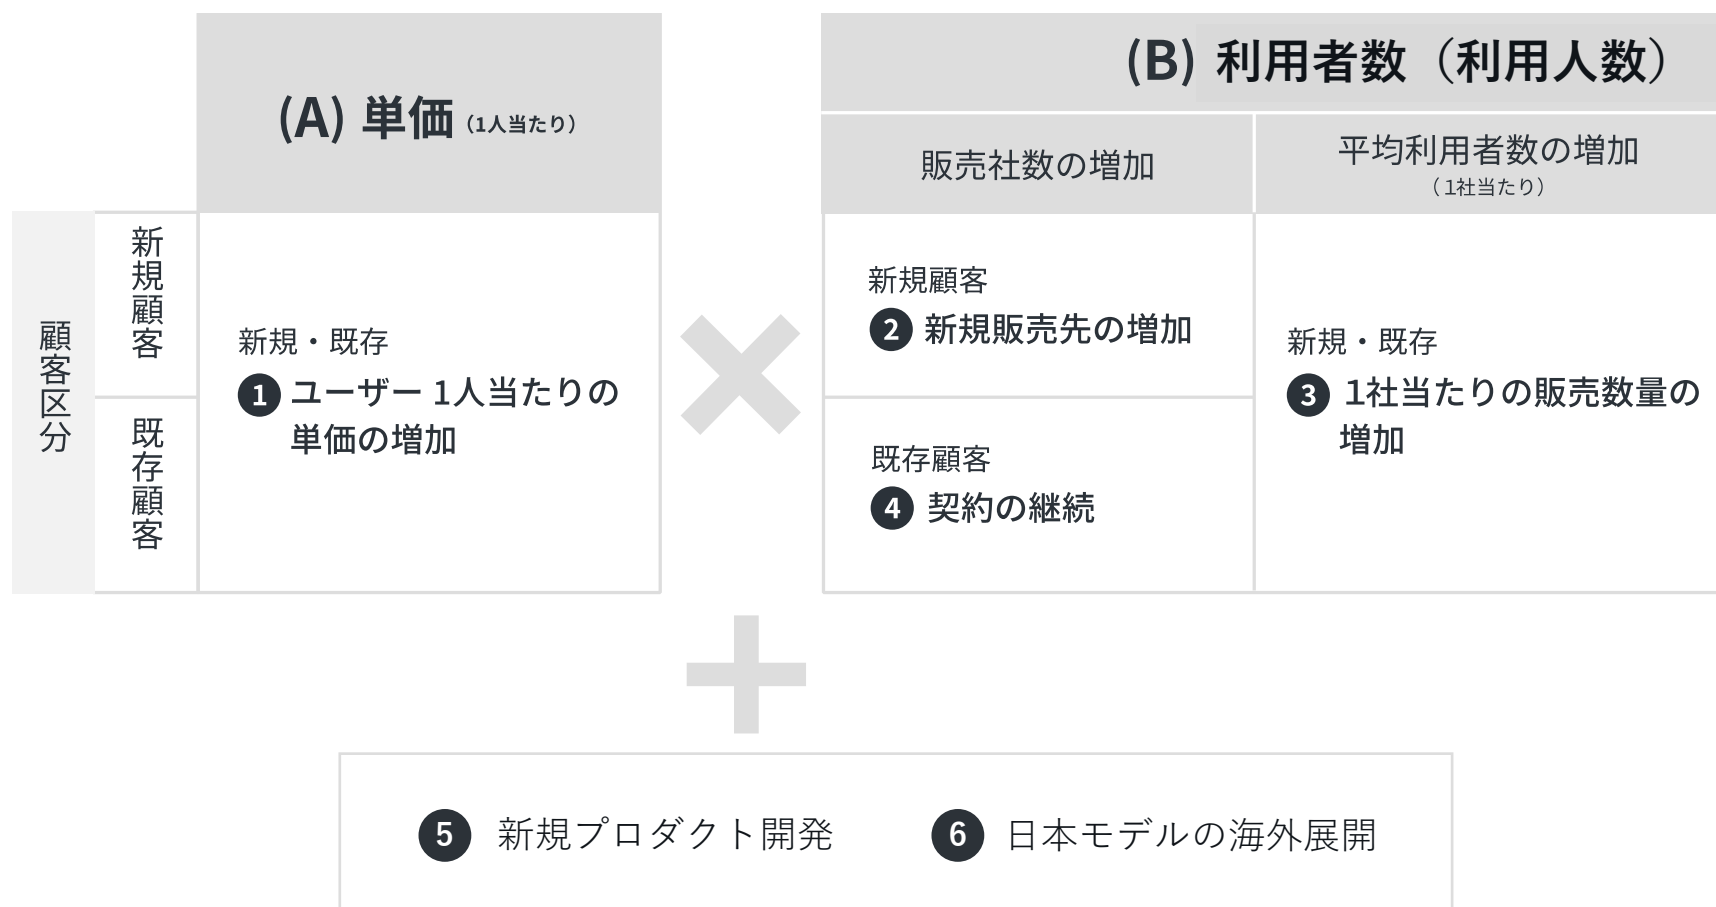 (A) 単価（1人当たり）
(B) 利用者数（利用人数）
販売社数の増加
平均利用者数の増加
（1社当たり）
顧客区分
新規顧客
既存顧客
新規・既存
1 ユーザー 1人当たりの
単価の増加
新規顧客
2 新規販売先の増加
既存顧客
4 契約の継続
新規・既存
3 1社当たりの販売数量の
増加
5 新規プロダクト開発
6 日本モデルの海外展開